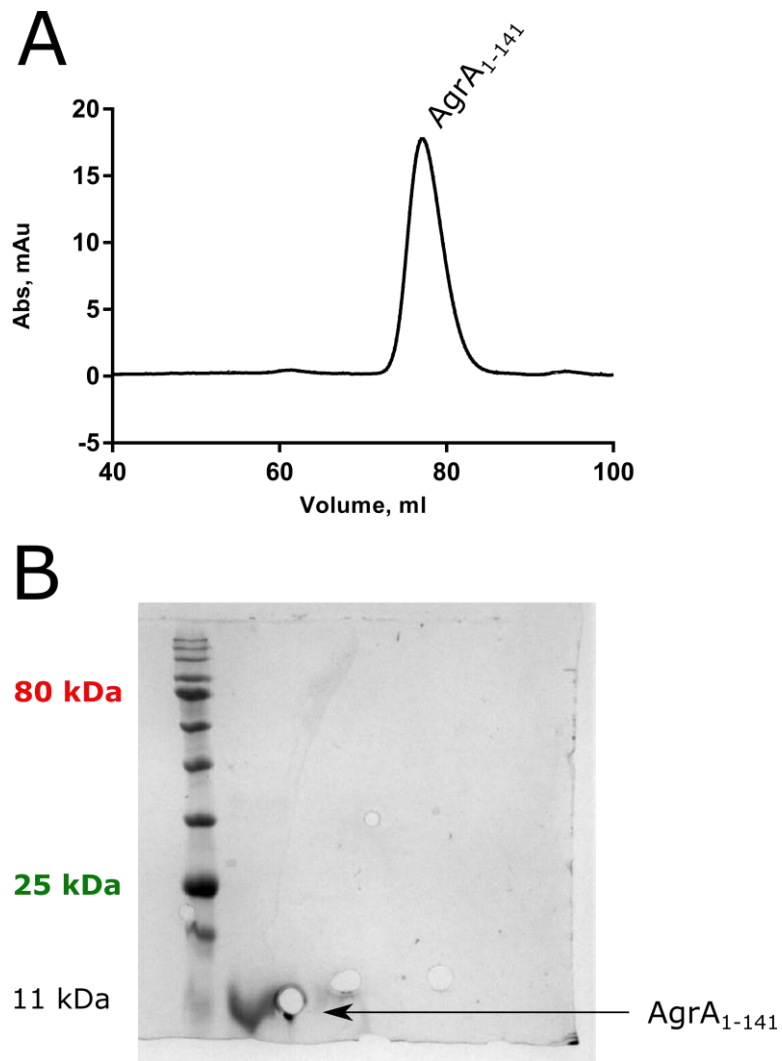 A
AgrA₁₋₁₄₁
20
15
10
5
0
-5
Abs, mAu
40 60 80 100
Volume, ml
B
80 kDa
25 kDa
11 kDa
AgrA₁₋₁₄₁